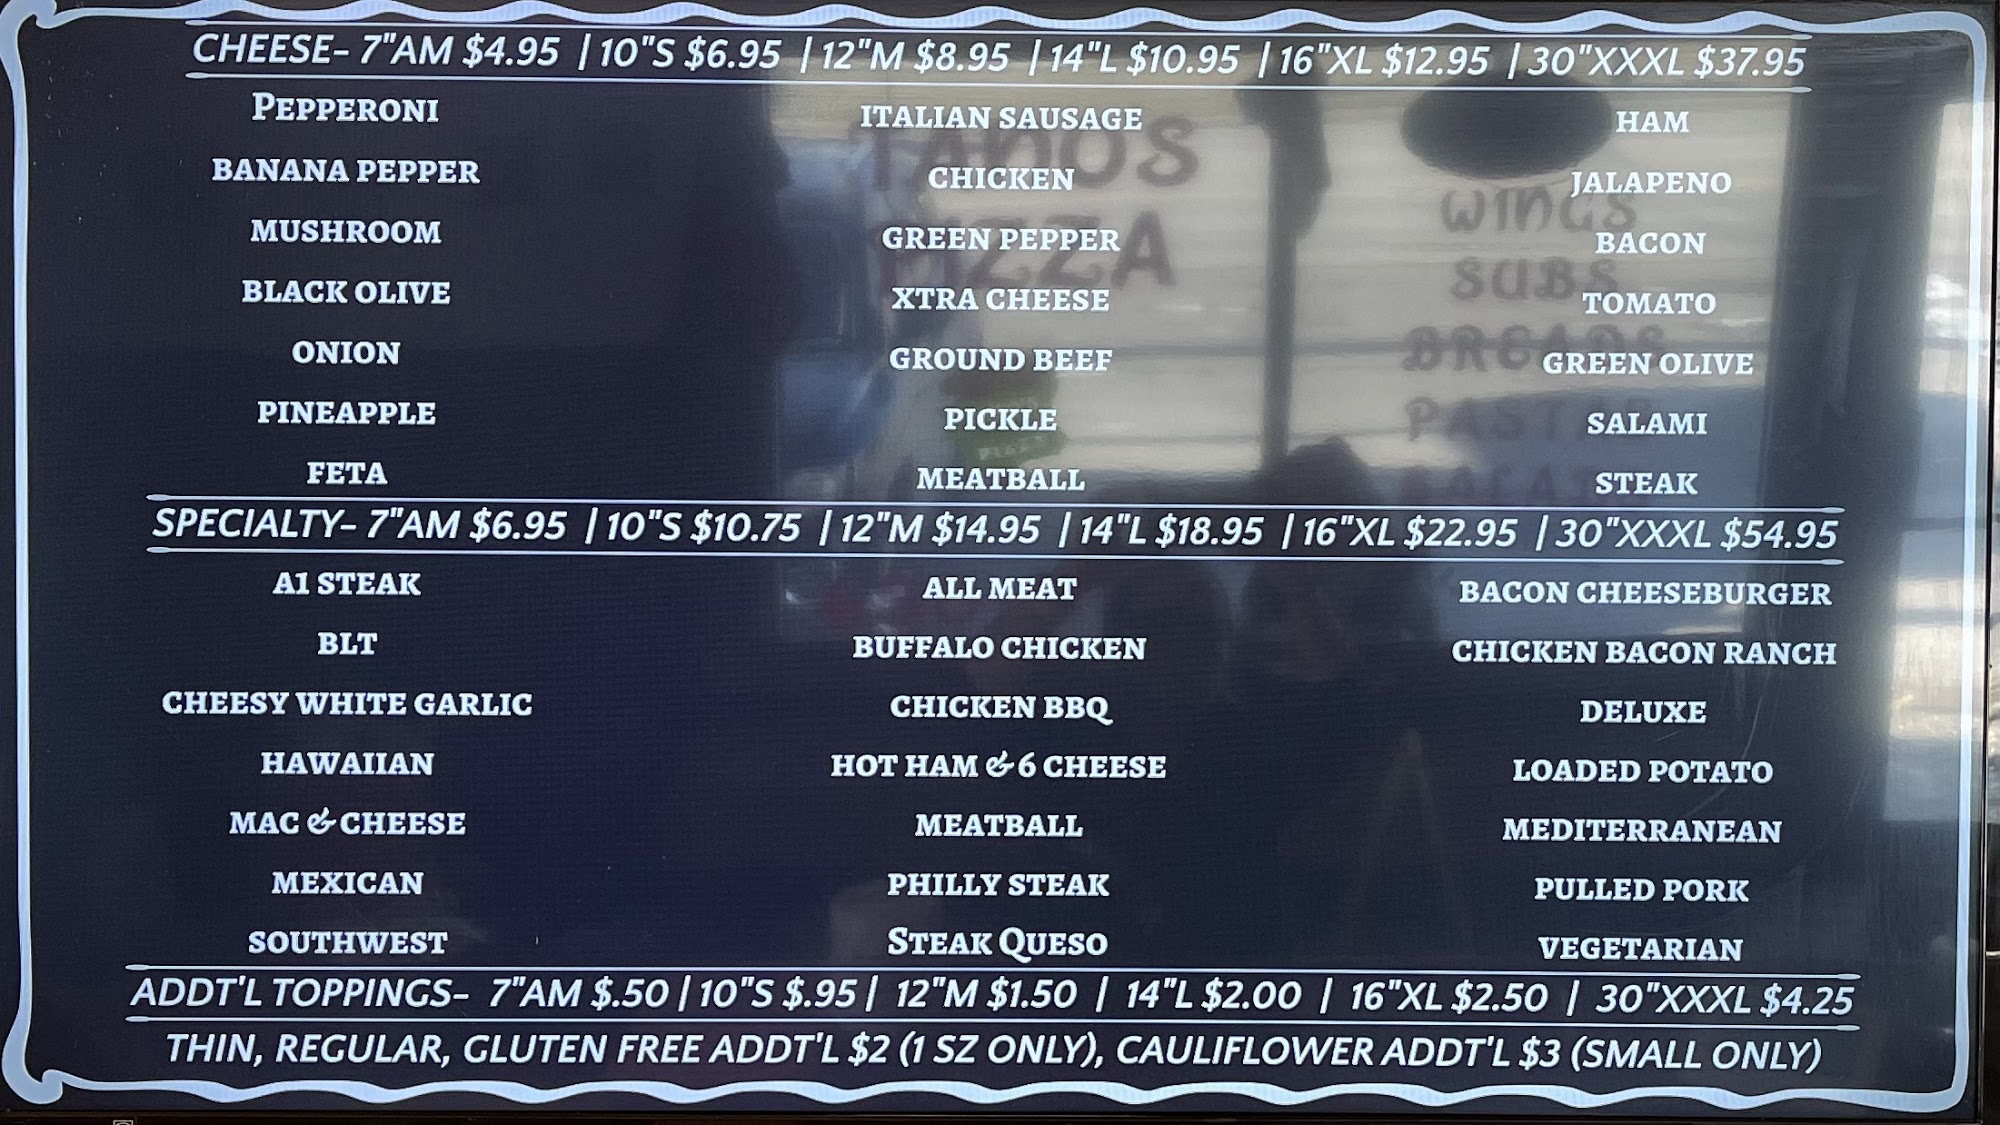 CHEESE- 7"AM $4.95 | 10"S $6.95 | 12"M $8.95 | 14"L $10.95 | 16"XL $12.95 | 30"XXXL $37.95
PEPPERONI ITALIAN SAUSAGE HAM
BANANA PEPPER CHICKEN JALAPENO
MUSHROOM GREEN PEPPER BACON
BLACK OLIVE XTRA CHEESE TOMATO
ONION GROUND BEEF GREEN OLIVE
PINEAPPLE PICKLE SALAMI
FETA MEATBALL STEAK
SPECIALTY- 7"AM $6.95 | 10"S $10.75 | 12"M $14.95 | 14"L $18.95 | 16"XL $22.95 | 30"XXXL $54.95
A1 STEAK ALL MEAT BACON CHEESEBURGER
BLT BUFFALO CHICKEN CHICKEN BACON RANCH
CHEESY WHITE GARLIC CHICKEN BBQ DELUXE
HAWAIIAN HOT HAM & 6 CHEESE LOADED POTATO
MAC & CHEESE MEATBALL MEDITERRANEAN
MEXICAN PHILLY STEAK PULLED PORK
SOUTHWEST STEAK QUESO VEGETARIAN
ADDT'L TOPPINGS- 7"AM $.50 | 10"S $.95 | 12"M $1.50 | 14"L $2.00 | 16"XL $2.50 | 30"XXXL $4.25
THIN, REGULAR, GLUTEN FREE ADDT'L $2 (1 SZ ONLY), CAULIFLOWER ADDT'L $3 (SMALL ONLY)
PIZZA
WINGS
SUBS
BREADS